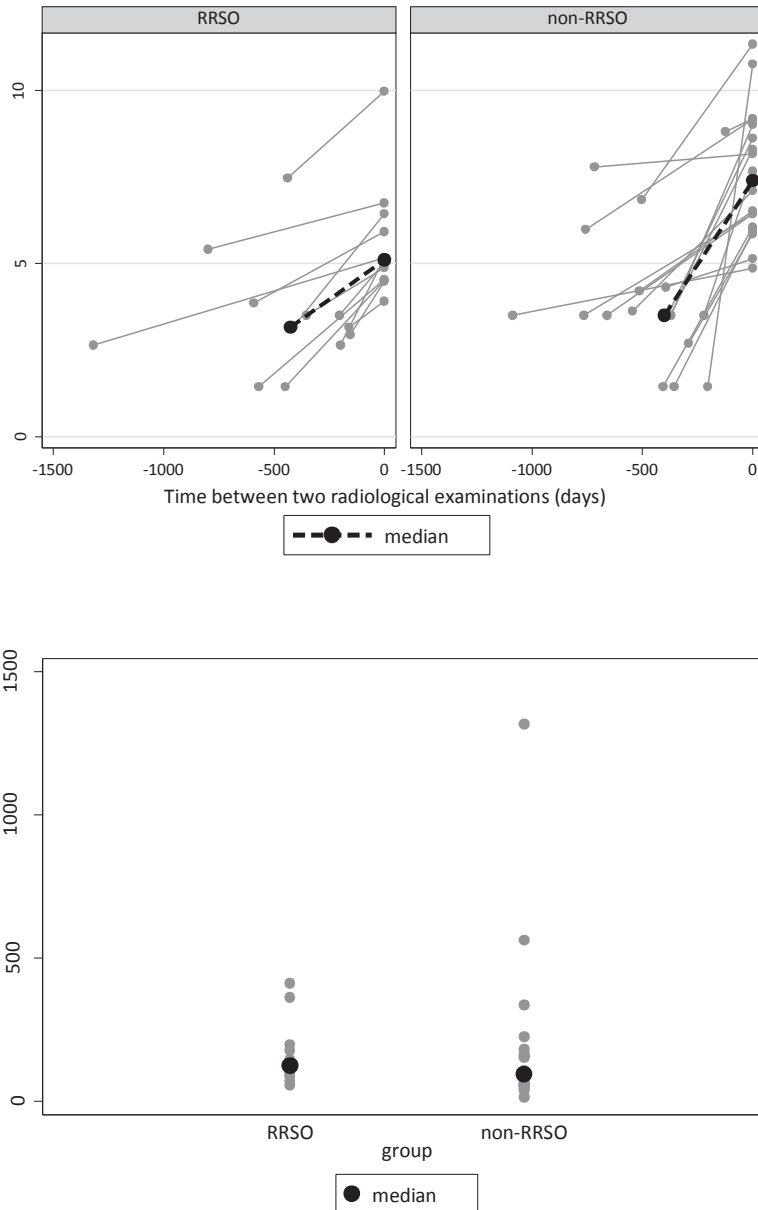 RRSO
non-RRSO
10
5
0
-1500 -1000 -500 0 -1500 -1000 -500 0
Time between two radiological examinations (days)
median
1500
1000
500
0
RRSO non-RRSO
group
median